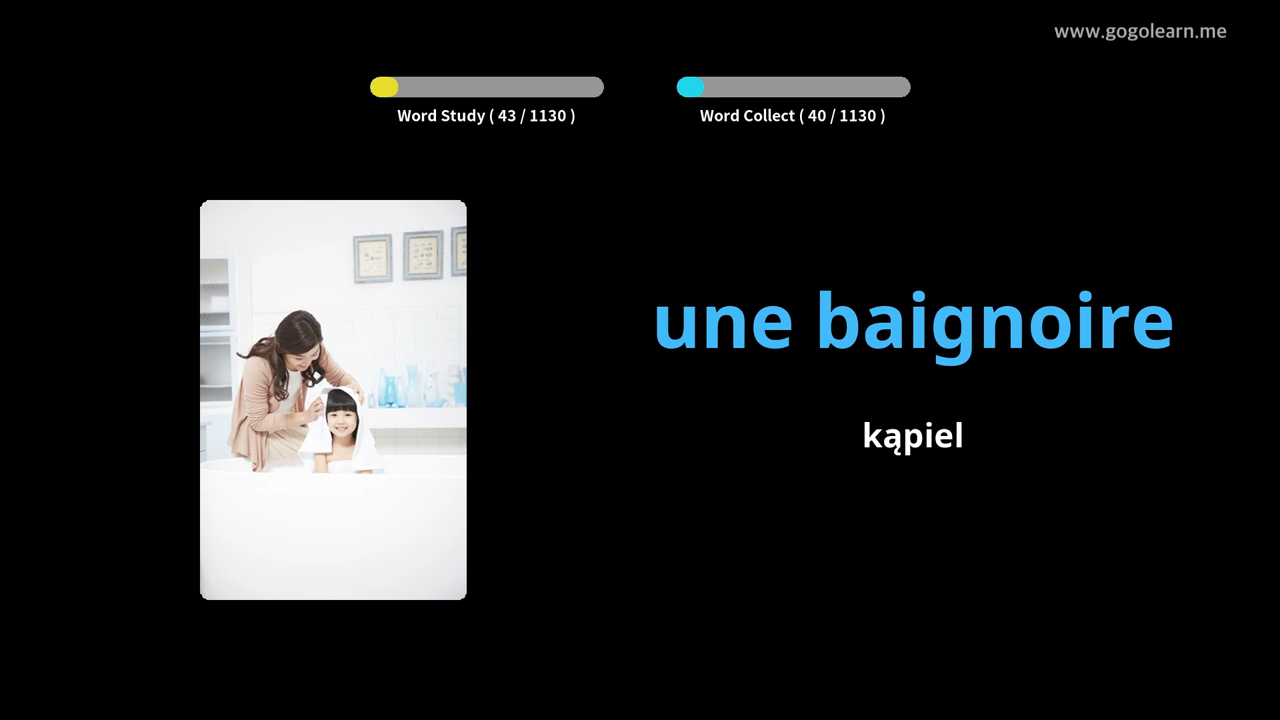 www.gogolearn.me
Word Study ( 43 / 1130 )
Word Collect ( 40 / 1130 )
une baignoire
kąpiel